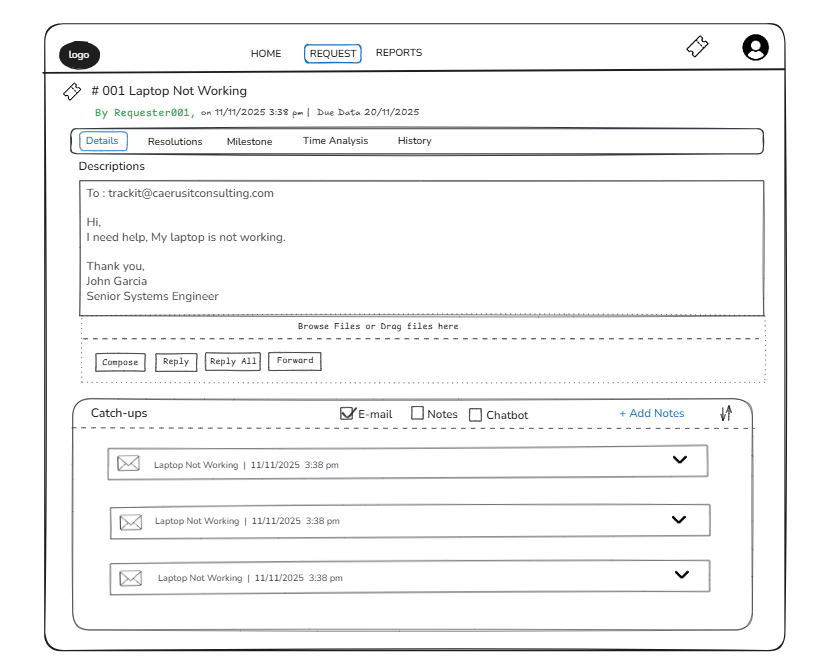 logo
HOME REQUEST REPORTS
# 001 Laptop Not Working
By Requester001, on 11/11/2025 3:38 pm | Due Data 20/11/2025
Details Resolutions Milestone Time Analysis History
Descriptions
To : trackit@caerusitconsulting.com
Hi,
I need help, My laptop is not working.
Thank you,
John Garcia
Senior Systems Engineer
Browse Files or Drag files here
Compose Reply Reply All Forward
Catch-ups E-mail Notes Chatbot + Add Notes
Laptop Not Working | 11/11/2025 3:38 pm
Laptop Not Working | 11/11/2025 3:38 pm
Laptop Not Working | 11/11/2025 3:38 pm